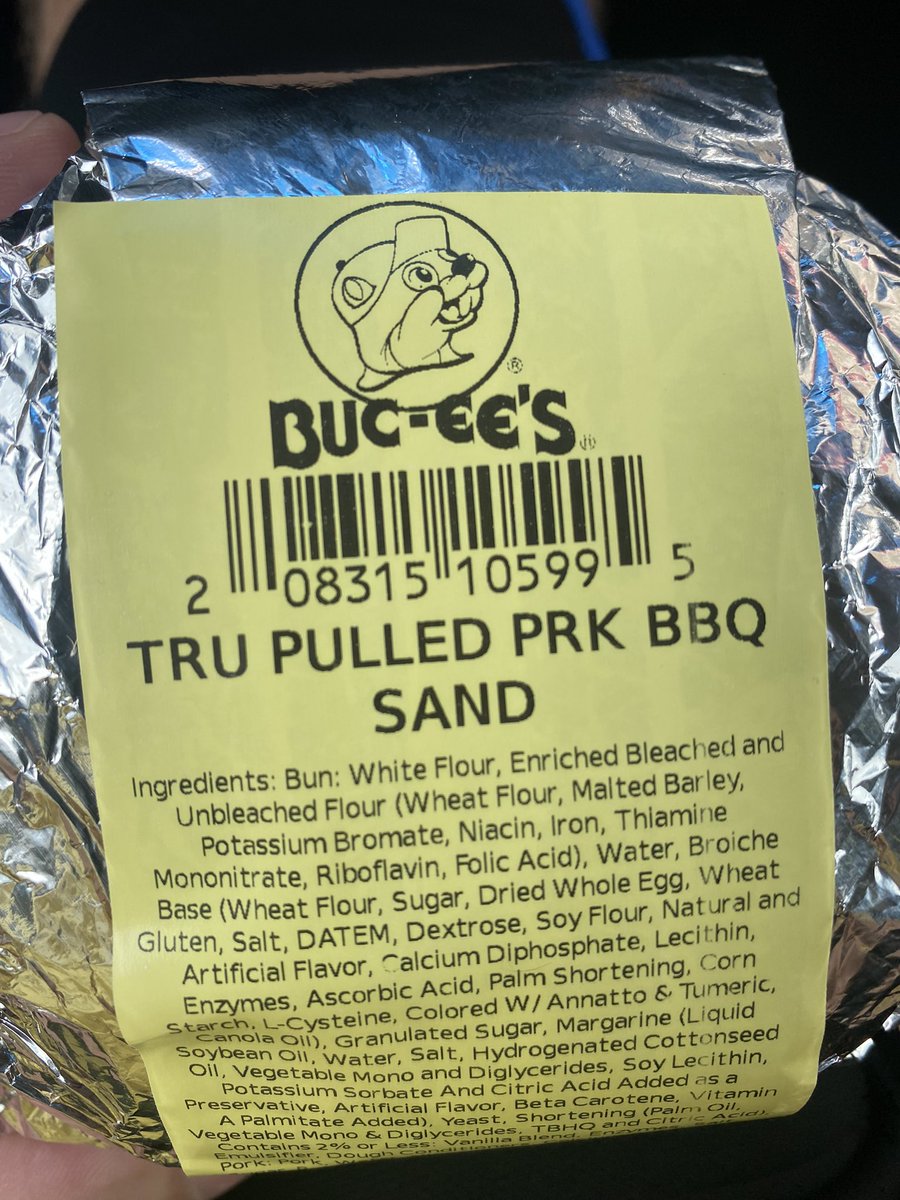 BUC-EE'S
2 08315 10599 5
TRU PULLED PRK BBQ
SAND
Ingredients: Bun: White Flour, Enriched Bleached and
Unbleached Flour (Wheat Flour, Malted Barley,
Potassium Bromate, Niacin, Iron, Thiamine
Mononitrate, Riboflavin, Folic Acid), Water, Broiche
Base (Wheat Flour, Sugar, Dried Whole Egg, Wheat
Gluten, Salt, DATEM, Dextrose, Soy Flour, Natural and
Artificial Flavor, Calcium Diphosphate, Lecithin,
Enzymes, Ascorbic Acid, Palm Shortening, Corn
Starch, L-Cysteine, Colored W/ Annatto & Tumeric,
Canola Oil), Granulated Sugar, Margarine (Liquid
Soybean Oil, Water, Salt, Hydrogenated Cottonseed
Oil, Vegetable Mono and Diglycerides, Soy Lecithin,
Potassium Sorbate And Citric Acid Added as a
Preservative, Artificial Flavor, Beta Carotene, Vitamin
A Palmitate Added), Yeast, Shortening (Palm Oil,
Vegetable Mono & Diglycerides, TBHQ and Citric Acid),
Contains 2% or Less: Vanilla Blend,
Emulsifier, Dough
Pork: Pork,